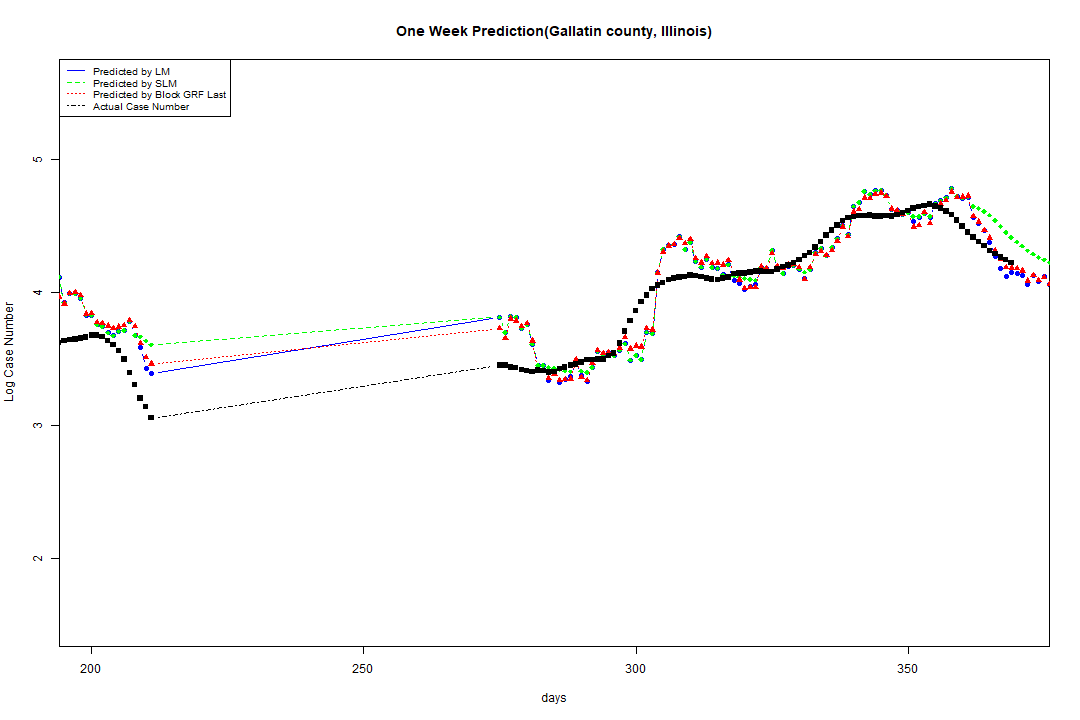 One Week Prediction(Gallatin county, Illinois)
Predicted by LM
Predicted by SLM
Predicted by Block GRF Last
Actual Case Number
5
4
3
2
Log Case Number
200 250 300 350
days